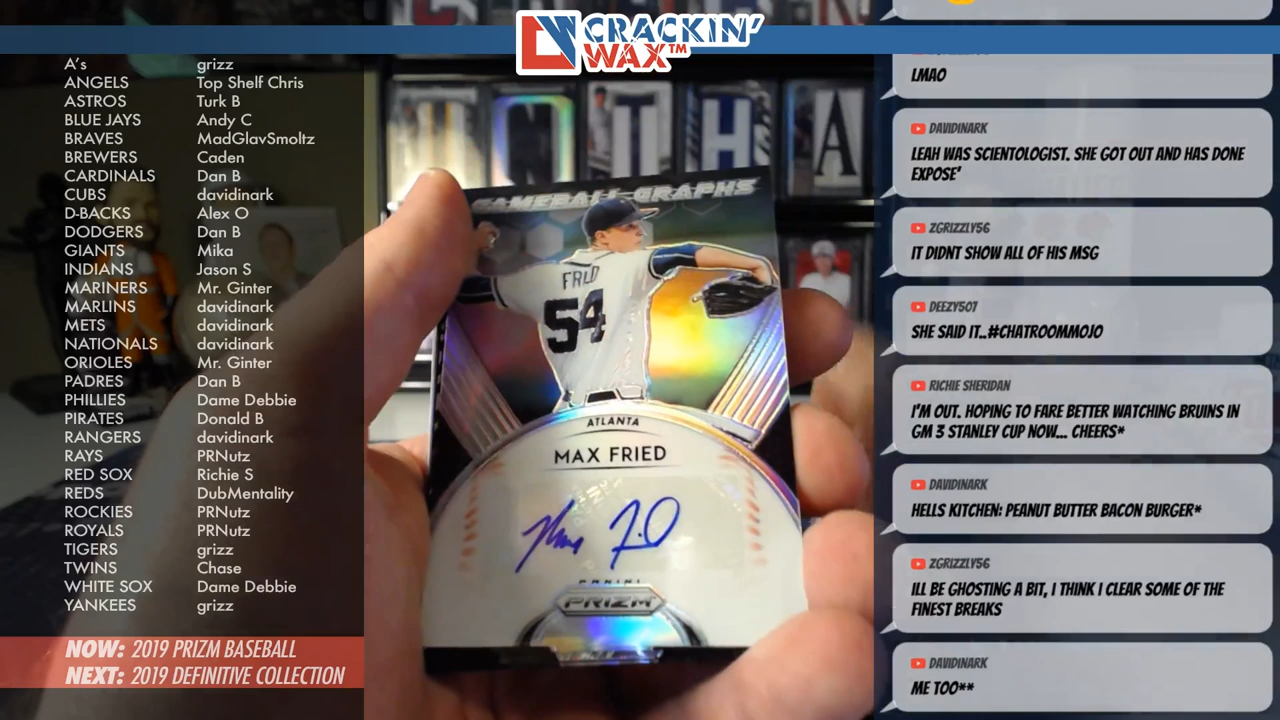 CRACKIN'
WAX™
A's grizz
ANGELS Top Shelf Chris
ASTROS Turk B
BLUE JAYS Andy C
BRAVES MadGlavSmoltz
BREWERS Caden
CARDINALS Dan B
CUBS davidinark
D-BACKS Alex O
DODGERS Dan B
GIANTS Mika
INDIANS Jason S
MARINERS Mr. Ginter
MARLINS davidinark
METS davidinark
NATIONALS davidinark
ORIOLES Mr. Ginter
PADRES Dan B
PHILLIES Dame Debbie
PIRATES Donald B
RANGERS davidinark
RAYS PRNutz
RED SOX Richie S
REDS DubMentality
ROCKIES PRNutz
ROYALS PRNutz
TIGERS grizz
TWINS Chase
WHITE SOX Dame Debbie
YANKEES grizz
NOW: 2019 PRIZM BASEBALL
NEXT: 2019 DEFINITIVE COLLECTION
T H A
GAMEBALL GRAPHS
54
ATLANTA
MAX FRIED
Max Fried
PANINI
PRIZM
LMAO
DAVIDINARK
LEAH WAS SCIENTOLOGIST. SHE GOT OUT AND HAS DONE
EXPOSE'
ZGRIZZLY56
IT DIDNT SHOW ALL OF HIS MSG
DEEZY507
SHE SAID IT..#CHATROOMMOJO
RICHIE SHERIDAN
I'M OUT. HOPING TO FARE BETTER WATCHING BRUINS IN
GM 3 STANLEY CUP NOW... CHEERS*
DAVIDINARK
HELLS KITCHEN: PEANUT BUTTER BACON BURGER*
ZGRIZZLY56
ILL BE GHOSTING A BIT, I THINK I CLEAR SOME OF THE
FINEST BREAKS
DAVIDINARK
ME TOO**